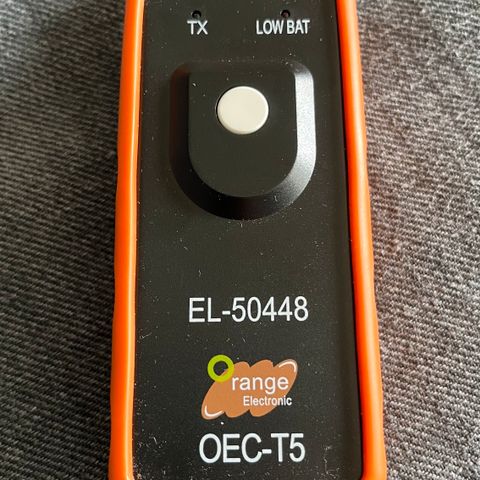 TX LOW BAT
EL-50448
Orange
Electronic
OEC-T5